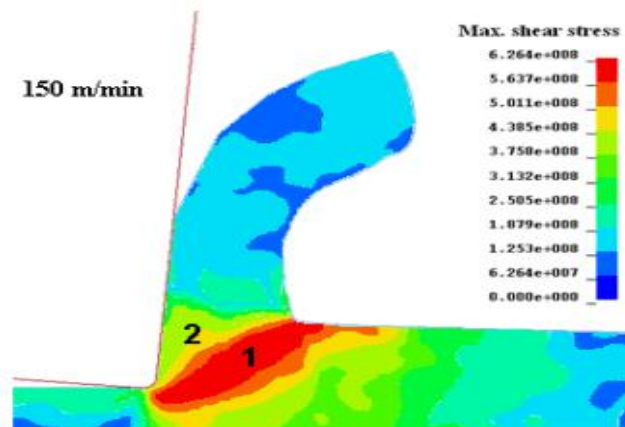 Max. shear stress
150 m/min
6.264e+008
5.637e+008
5.011e+008
4.385e+008
3.758e+008
3.132e+008
2.505e+008
1.879e+008
1.253e+008
6.264e+007
0.000e+000
2
1